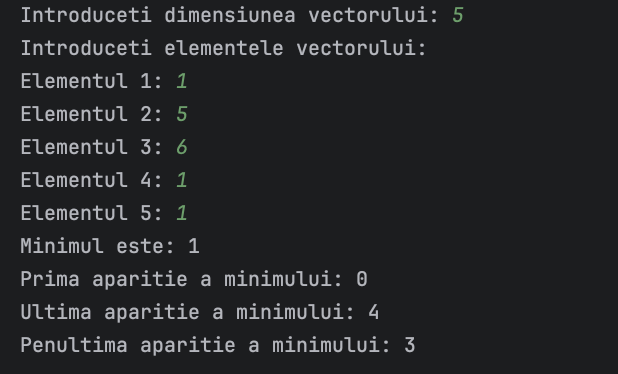 Introduceti dimensiunea vectorului: 5
Introduceti elementele vectorului:
Elementul 1: 1
Elementul 2: 5
Elementul 3: 6
Elementul 4: 1
Elementul 5: 1
Minimul este: 1
Prima aparitie a minimului: 0
Ultima aparitie a minimului: 4
Penultima aparitie a minimului: 3